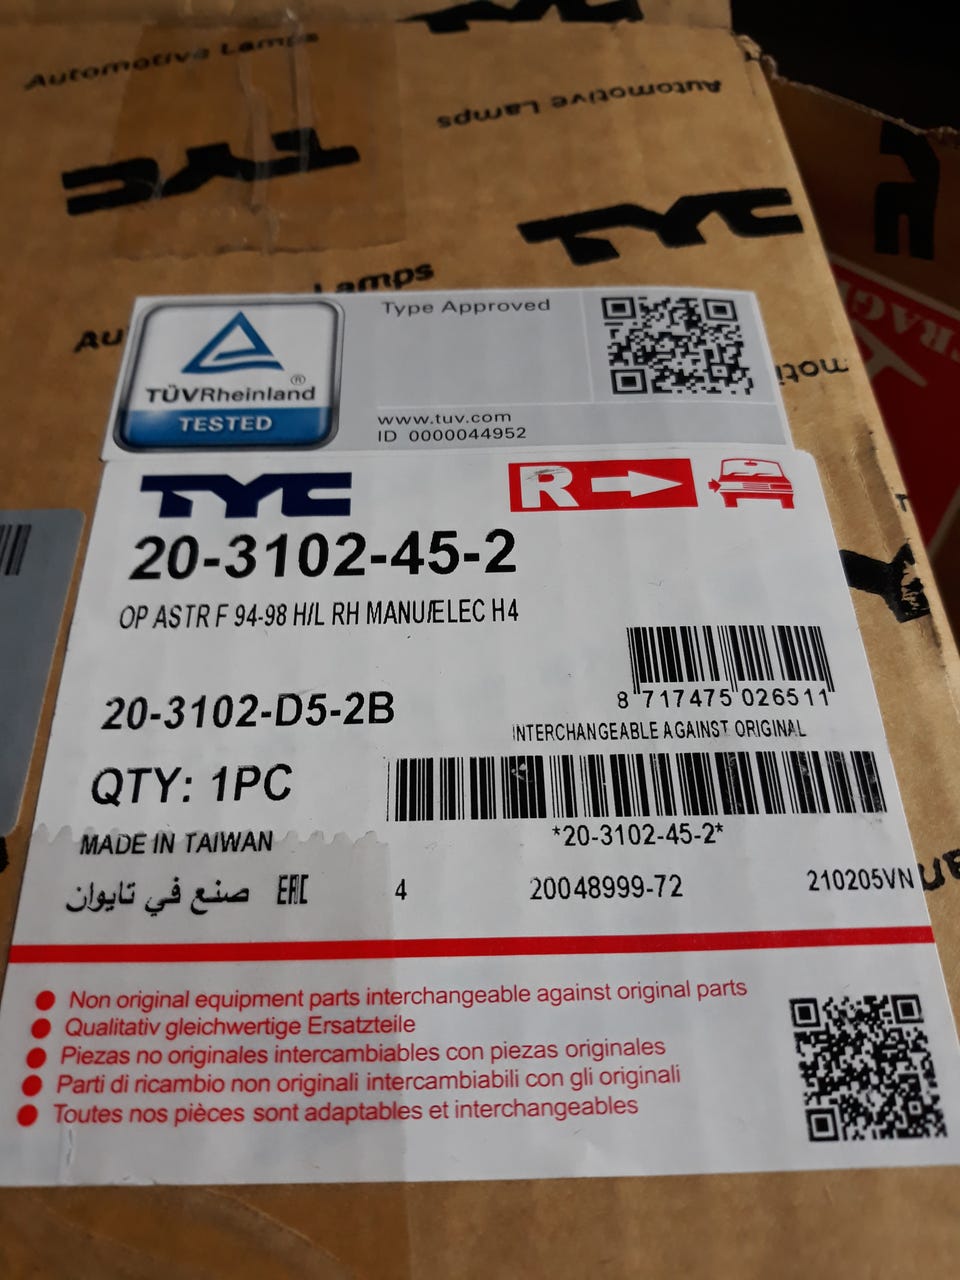 TYC
Automotive Lamps
Automotive Lamps
TYC
TYC
Lamps
Au
moti
TÜVRheinland®
TESTED
Type Approved
www.tuv.com
ID 0000044952
TYC
R
20-3102-45-2
OP ASTR F 94-98 H/L RH MANU/ELEC H4
8 717475 026511
20-3102-D5-2B
INTERCHANGEABLE AGAINST ORIGINAL
QTY: 1PC
*20-3102-45-2*
MADE IN TAIWAN
صنع في تايوان EAC
4 20048999-72 210205VN
Non original equipment parts interchangeable against original parts
Qualitativ gleichwertige Ersatzteile
Piezas no originales intercambiables con piezas originales
Parti di ricambio non originali intercambiabili con gli originali
Toutes nos pièces sont adaptables et interchangeables